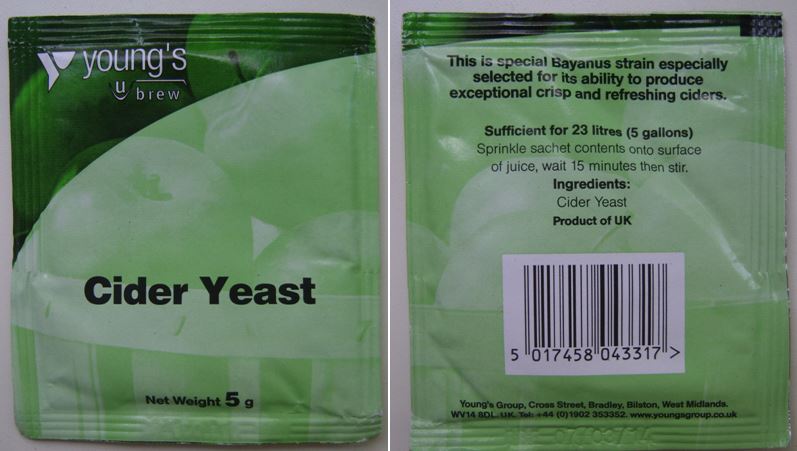 young's
u
brew
Cider Yeast
Net Weight 5 g
This is special Bayanus strain especially
selected for its ability to produce
exceptional crisp and refreshing ciders.
Sufficient for 23 litres (5 gallons)
Sprinkle sachet contents onto surface
of juice, wait 15 minutes then stir.
Ingredients:
Cider Yeast
Product of UK
5 017458 043317 >
Young's Group, Cross Street, Bradley, Bilston, West Midlands.
WV14 8DL. UK. Tel: +44 (0)1902 353352. www.youngsgroup.co.uk